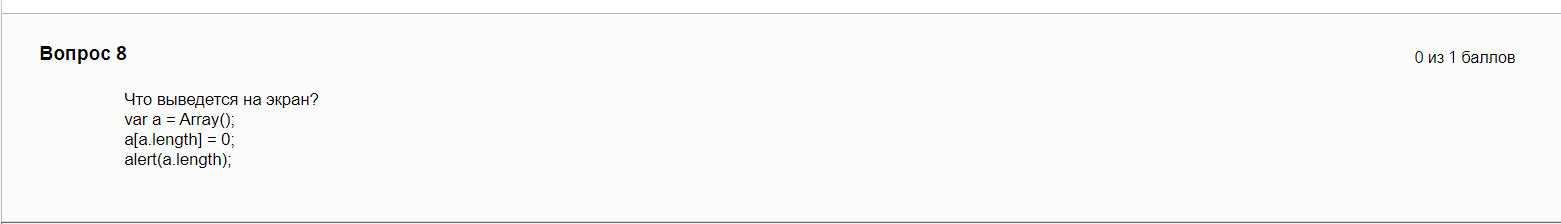 Вопрос 8
0 из 1 баллов
Что выведется на экран?
var a = Array();
a[a.length] = 0;
alert(a.length);